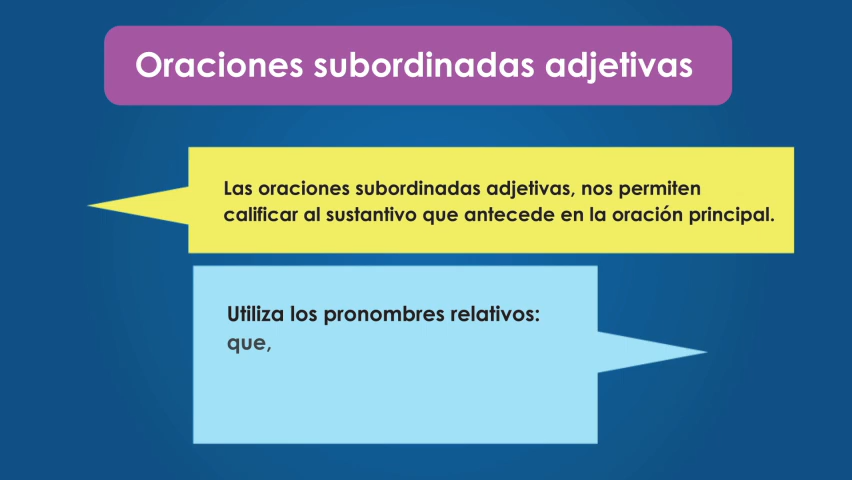 Oraciones subordinadas adjetivas
Las oraciones subordinadas adjetivas, nos permiten
calificar al sustantivo que antecede en la oración principal.
Utiliza los pronombres relativos:
que,